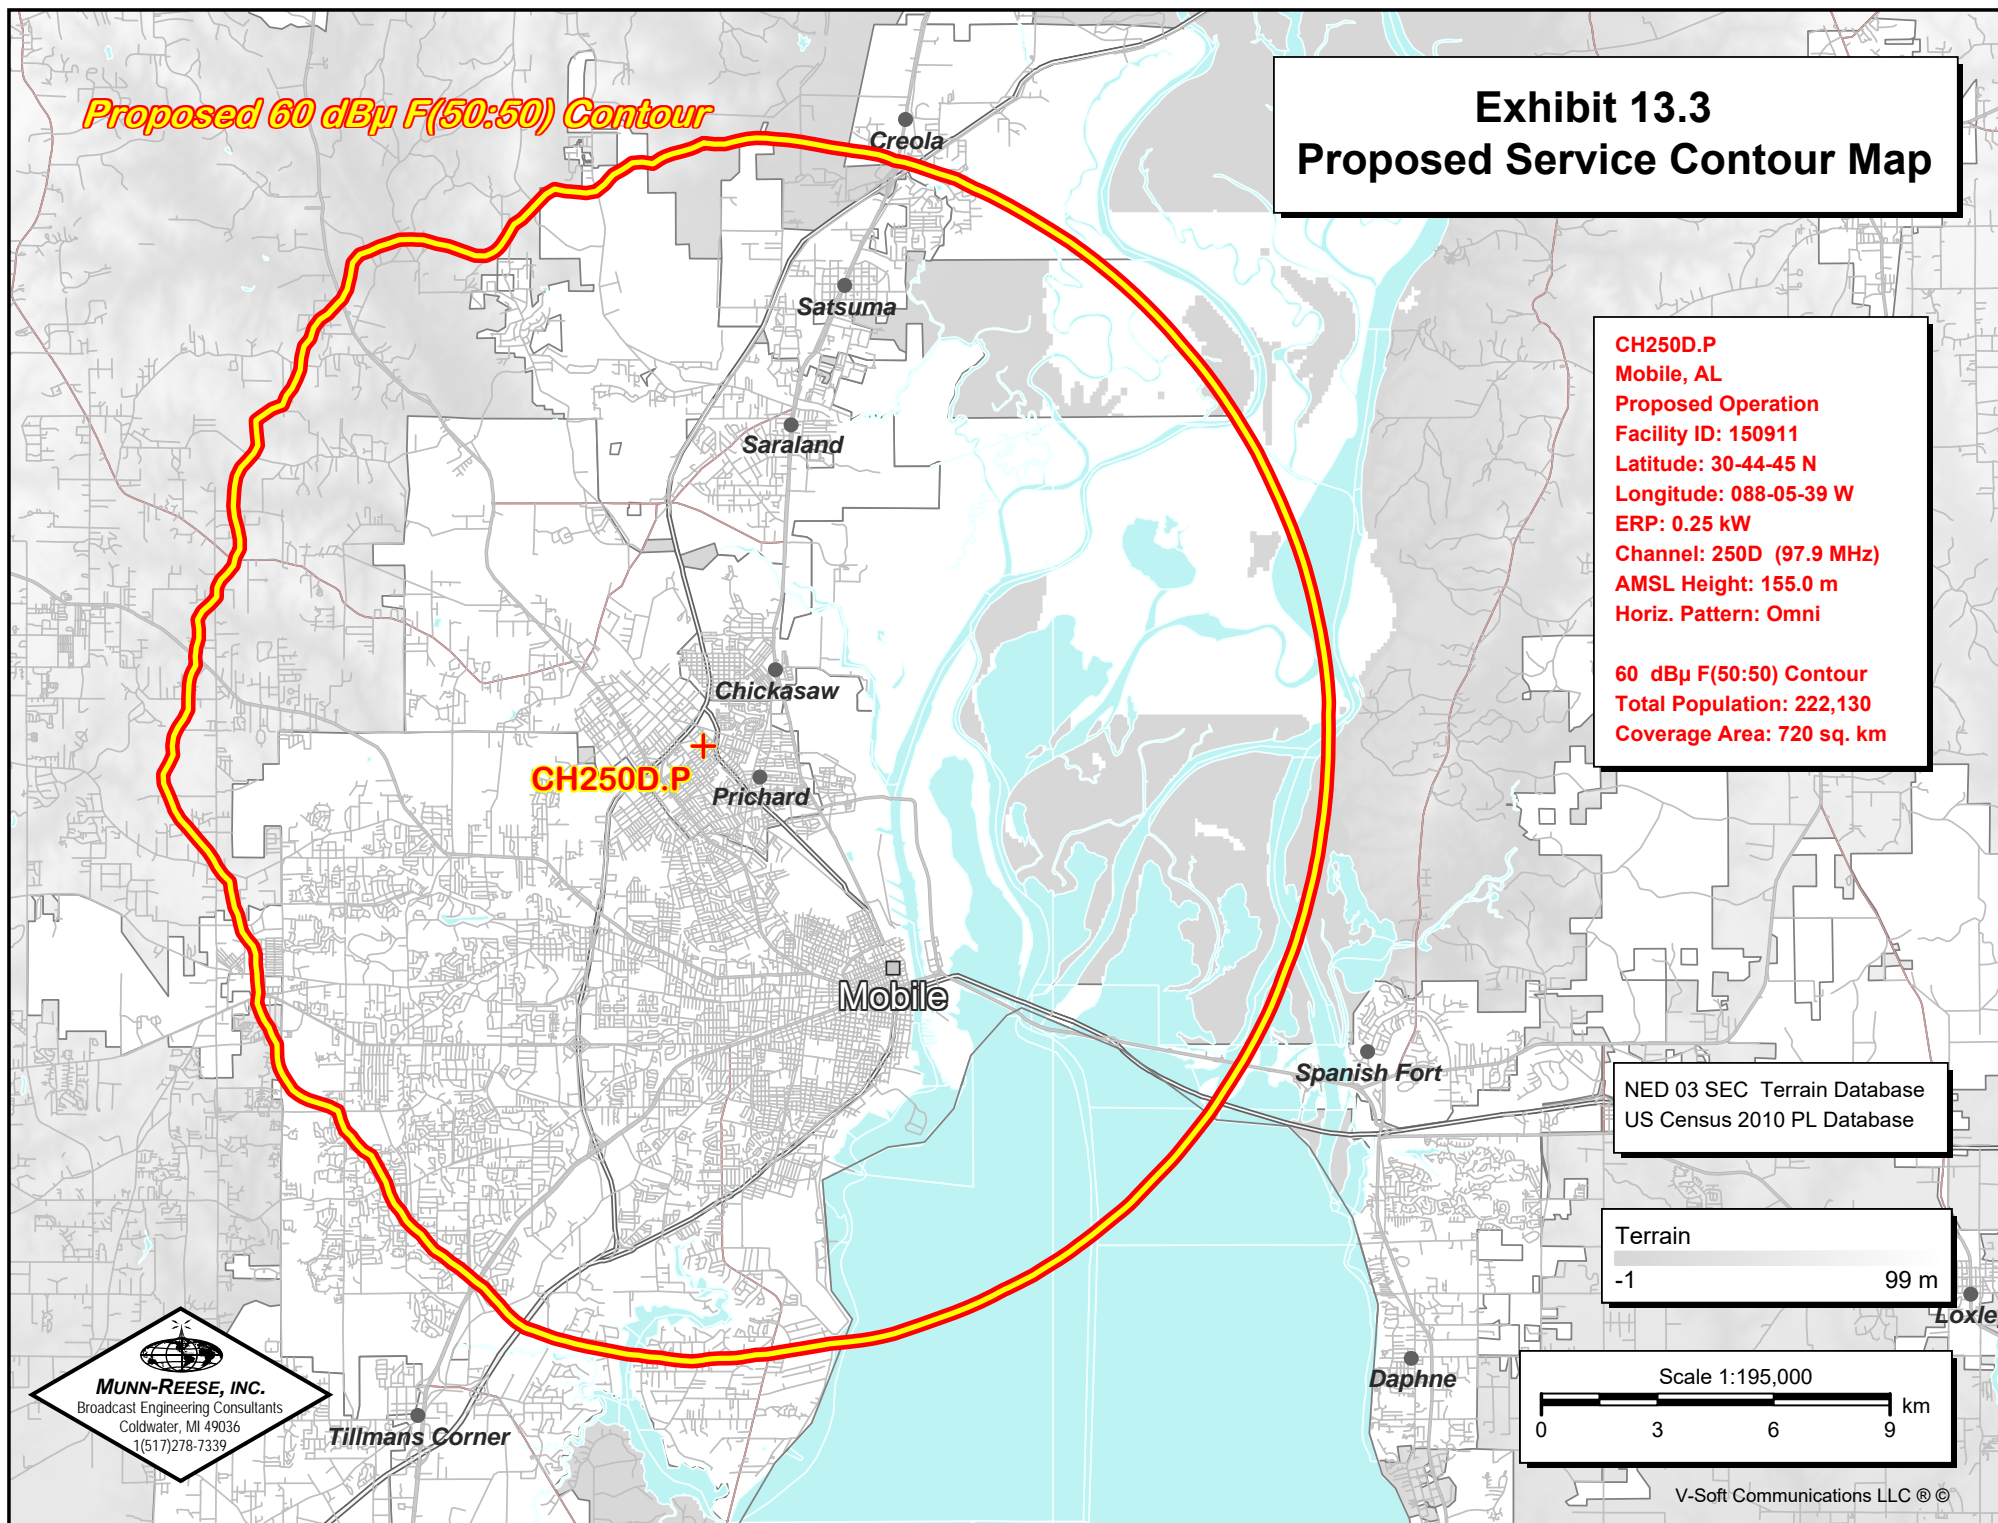 Exhibit 13.3
Proposed Service Contour Map
Proposed 60 dBµ F(50:50) Contour
Creola
Satsuma
Saraland
Chickasaw
CH250D.P
Prichard
Mobile
Spanish Fort
Daphne
Loxle
Tillmans Corner
CH250D.P
Mobile, AL
Proposed Operation
Facility ID: 150911
Latitude: 30-44-45 N
Longitude: 088-05-39 W
ERP: 0.25 kW
Channel: 250D (97.9 MHz)
AMSL Height: 155.0 m
Horiz. Pattern: Omni
60 dBµ F(50:50) Contour
Total Population: 222,130
Coverage Area: 720 sq. km
NED 03 SEC Terrain Database
US Census 2010 PL Database
Terrain
-1 99 m
Scale 1:195,000
km
0 3 6 9
V-Soft Communications LLC ® ©
MUNN-REESE, INC.
Broadcast Engineering Consultants
Coldwater, MI 49036
1(517)278-7339